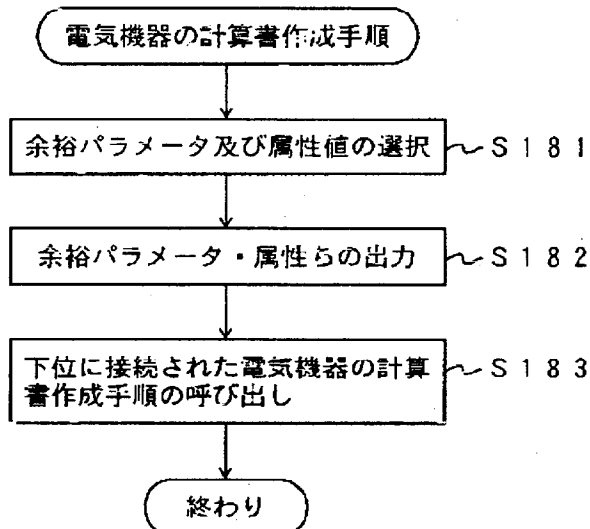 電気機器の計算書作成手順
余裕パラメータ及び属性値の選択 S181
余裕パラメータ・属性らの出力 S182
下位に接続された電気機器の計算 S183
書作成手順の呼び出し
終わり